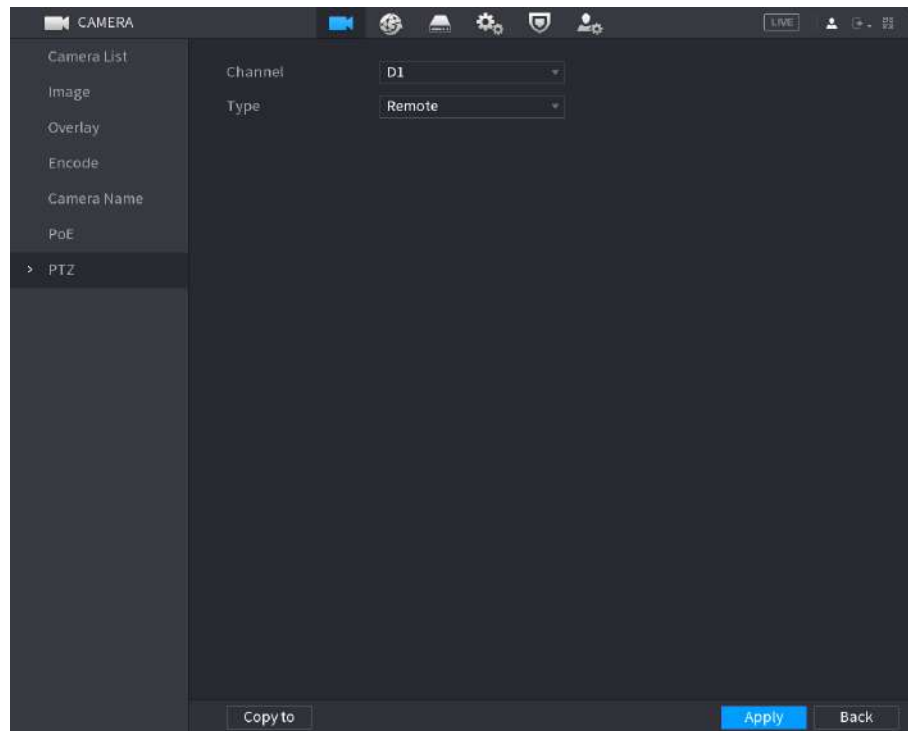 CAMERA
LIVE
Camera List
Image
Overlay
Encode
Camera Name
PoE
PTZ
Channel D1
Type Remote
Copy to Apply Back